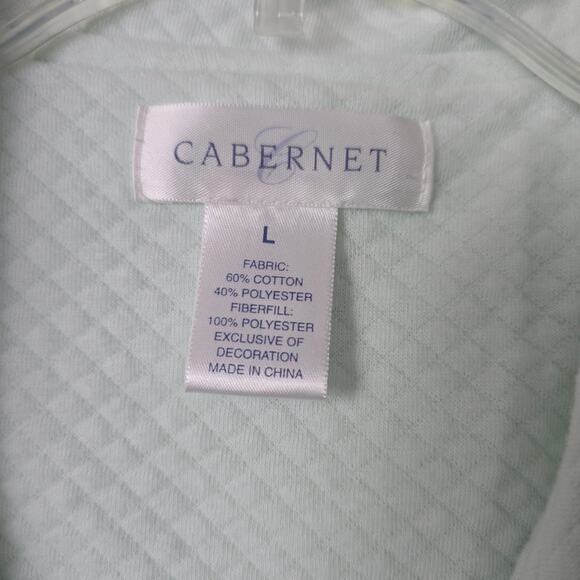 CABERNET
L
FABRIC:
60% COTTON
40% POLYESTER
FIBERFILL:
100% POLYESTER
EXCLUSIVE OF
DECORATION
MADE IN CHINA